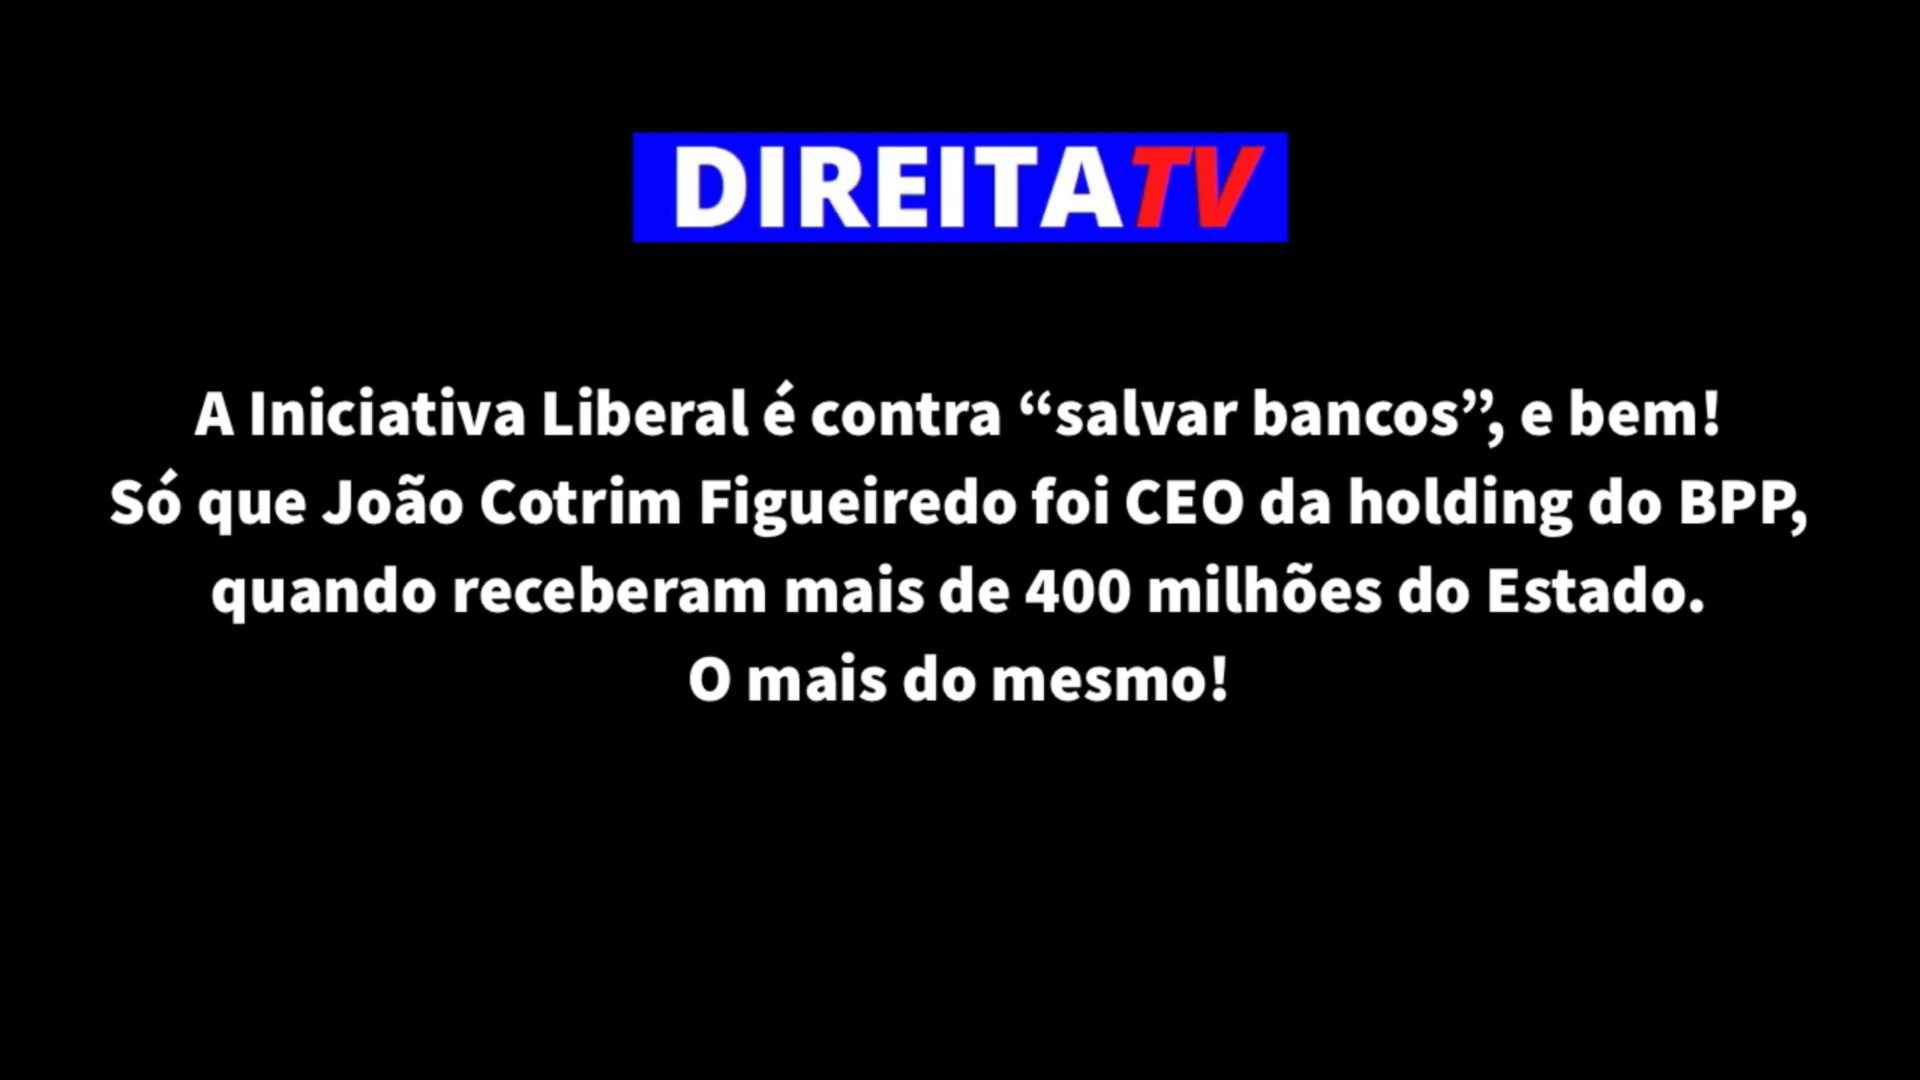 DIREITATV
A Iniciativa Liberal é contra “salvar bancos”, e bem!
Só que João Cotrim Figueiredo foi CEO da holding do BPP,
quando receberam mais de 400 milhões do Estado.
O mais do mesmo!